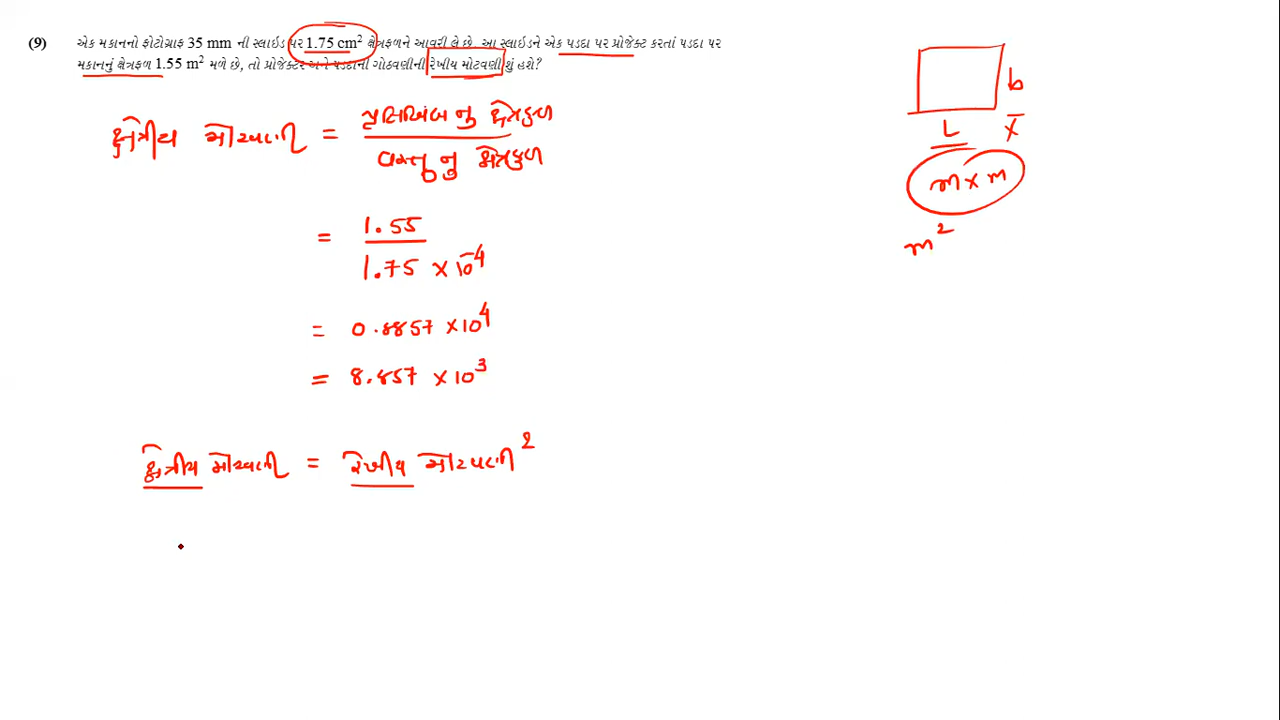 (9) એક મકાનનો ફોટોગ્રાફ 35 mm ની સ્લાઇડ પર 1.75 cm² ક્ષેત્રફળને આવરી લે છે. આ સ્લાઇડને એક પડદા પર પ્રોજેક્ટ કરતાં પડદા પર
મકાનનું ક્ષેત્રફળ 1.55 m² મળે છે, તો પ્રોજેક્ટર અને પડદાની ગોઠવણીની રેખીય મોટવણી શું હશે?
ક્ષેત્રીય મોટવણી = પ્રતિબિંબ નુ ક્ષેત્રફળ
વસ્તુ નુ ક્ષેત્રફળ
= 1.55
1.75 × 10⁻⁴
= 0.8857 × 10⁴
= 8.857 × 10³
ક્ષેત્રીય મોટવણી = રેખીય મોટવણી²
b
L x̄
m × m
m²